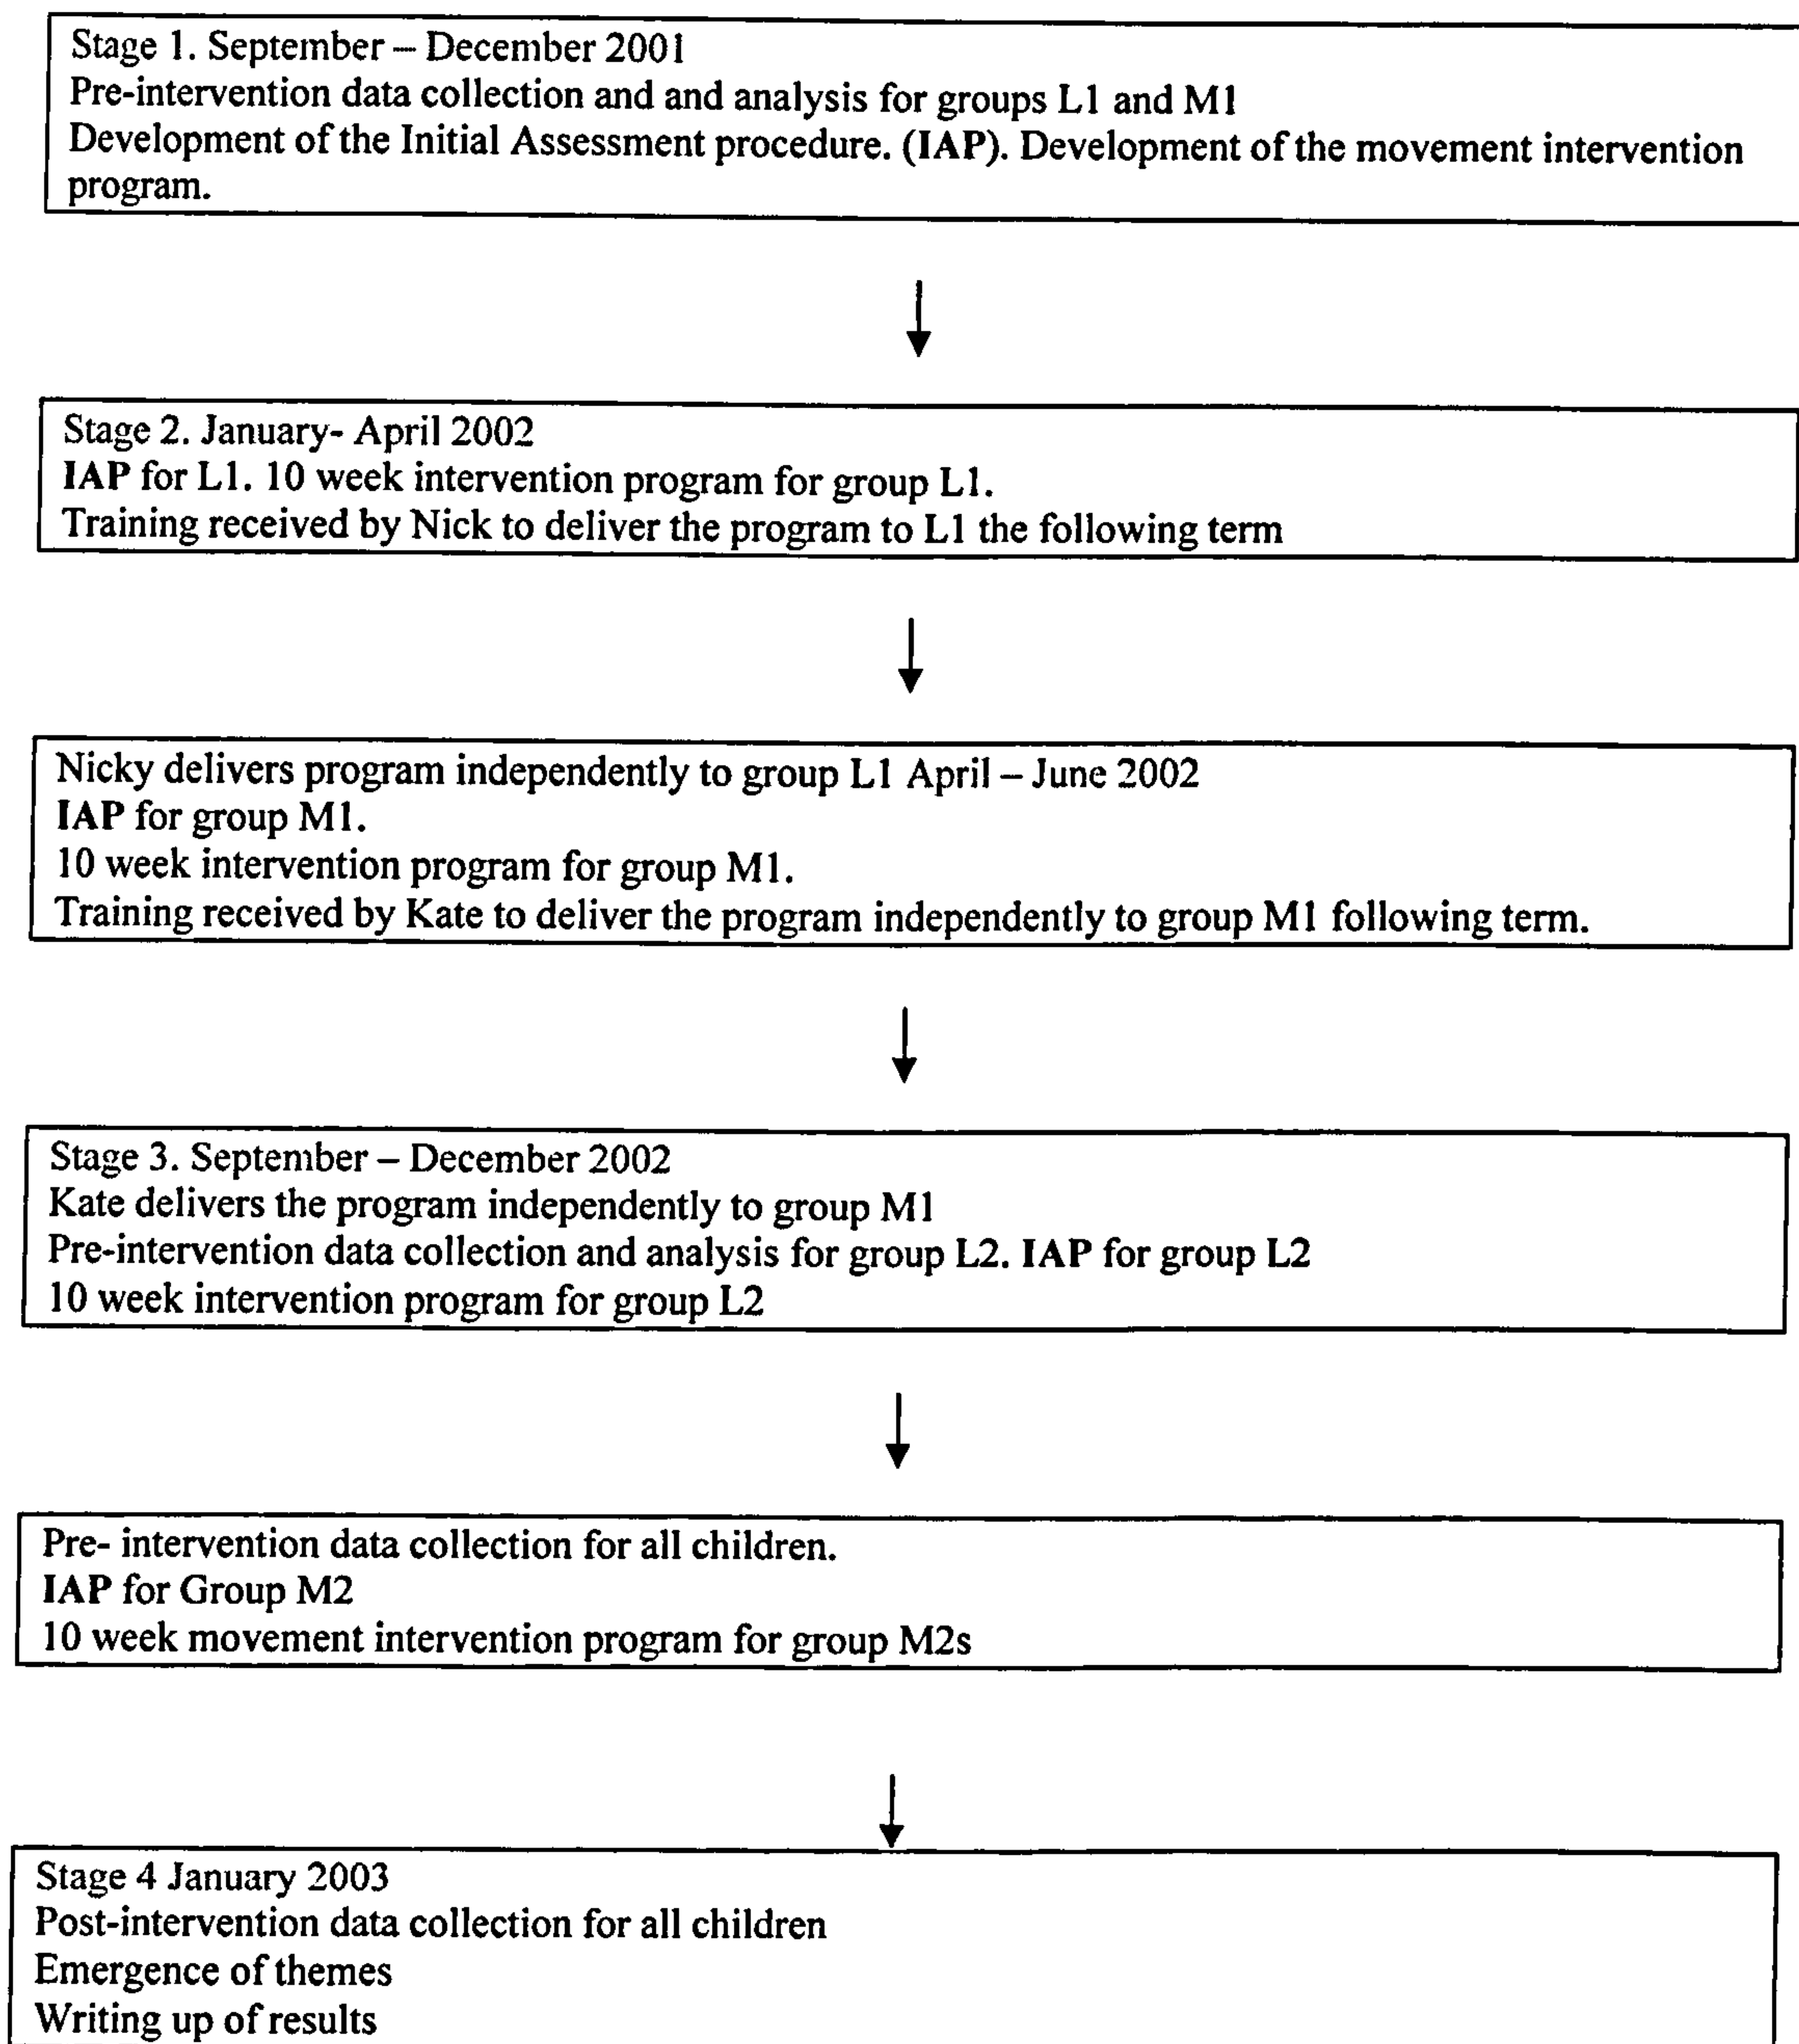 Stage 1. September – December 2001
Pre-intervention data collection and and analysis for groups L1 and M1
Development of the Initial Assessment procedure. (IAP). Development of the movement intervention
program.
Stage 2. January- April 2002
IAP for L1. 10 week intervention program for group L1.
Training received by Nick to deliver the program to L1 the following term
Nicky delivers program independently to group L1 April – June 2002
IAP for group M1.
10 week intervention program for group M1.
Training received by Kate to deliver the program independently to group M1 following term.
Stage 3. September – December 2002
Kate delivers the program independently to group M1
Pre-intervention data collection and analysis for group L2. IAP for group L2
10 week intervention program for group L2
Pre- intervention data collection for all children.
IAP for Group M2
10 week movement intervention program for group M2s
Stage 4 January 2003
Post-intervention data collection for all children
Emergence of themes
Writing up of results